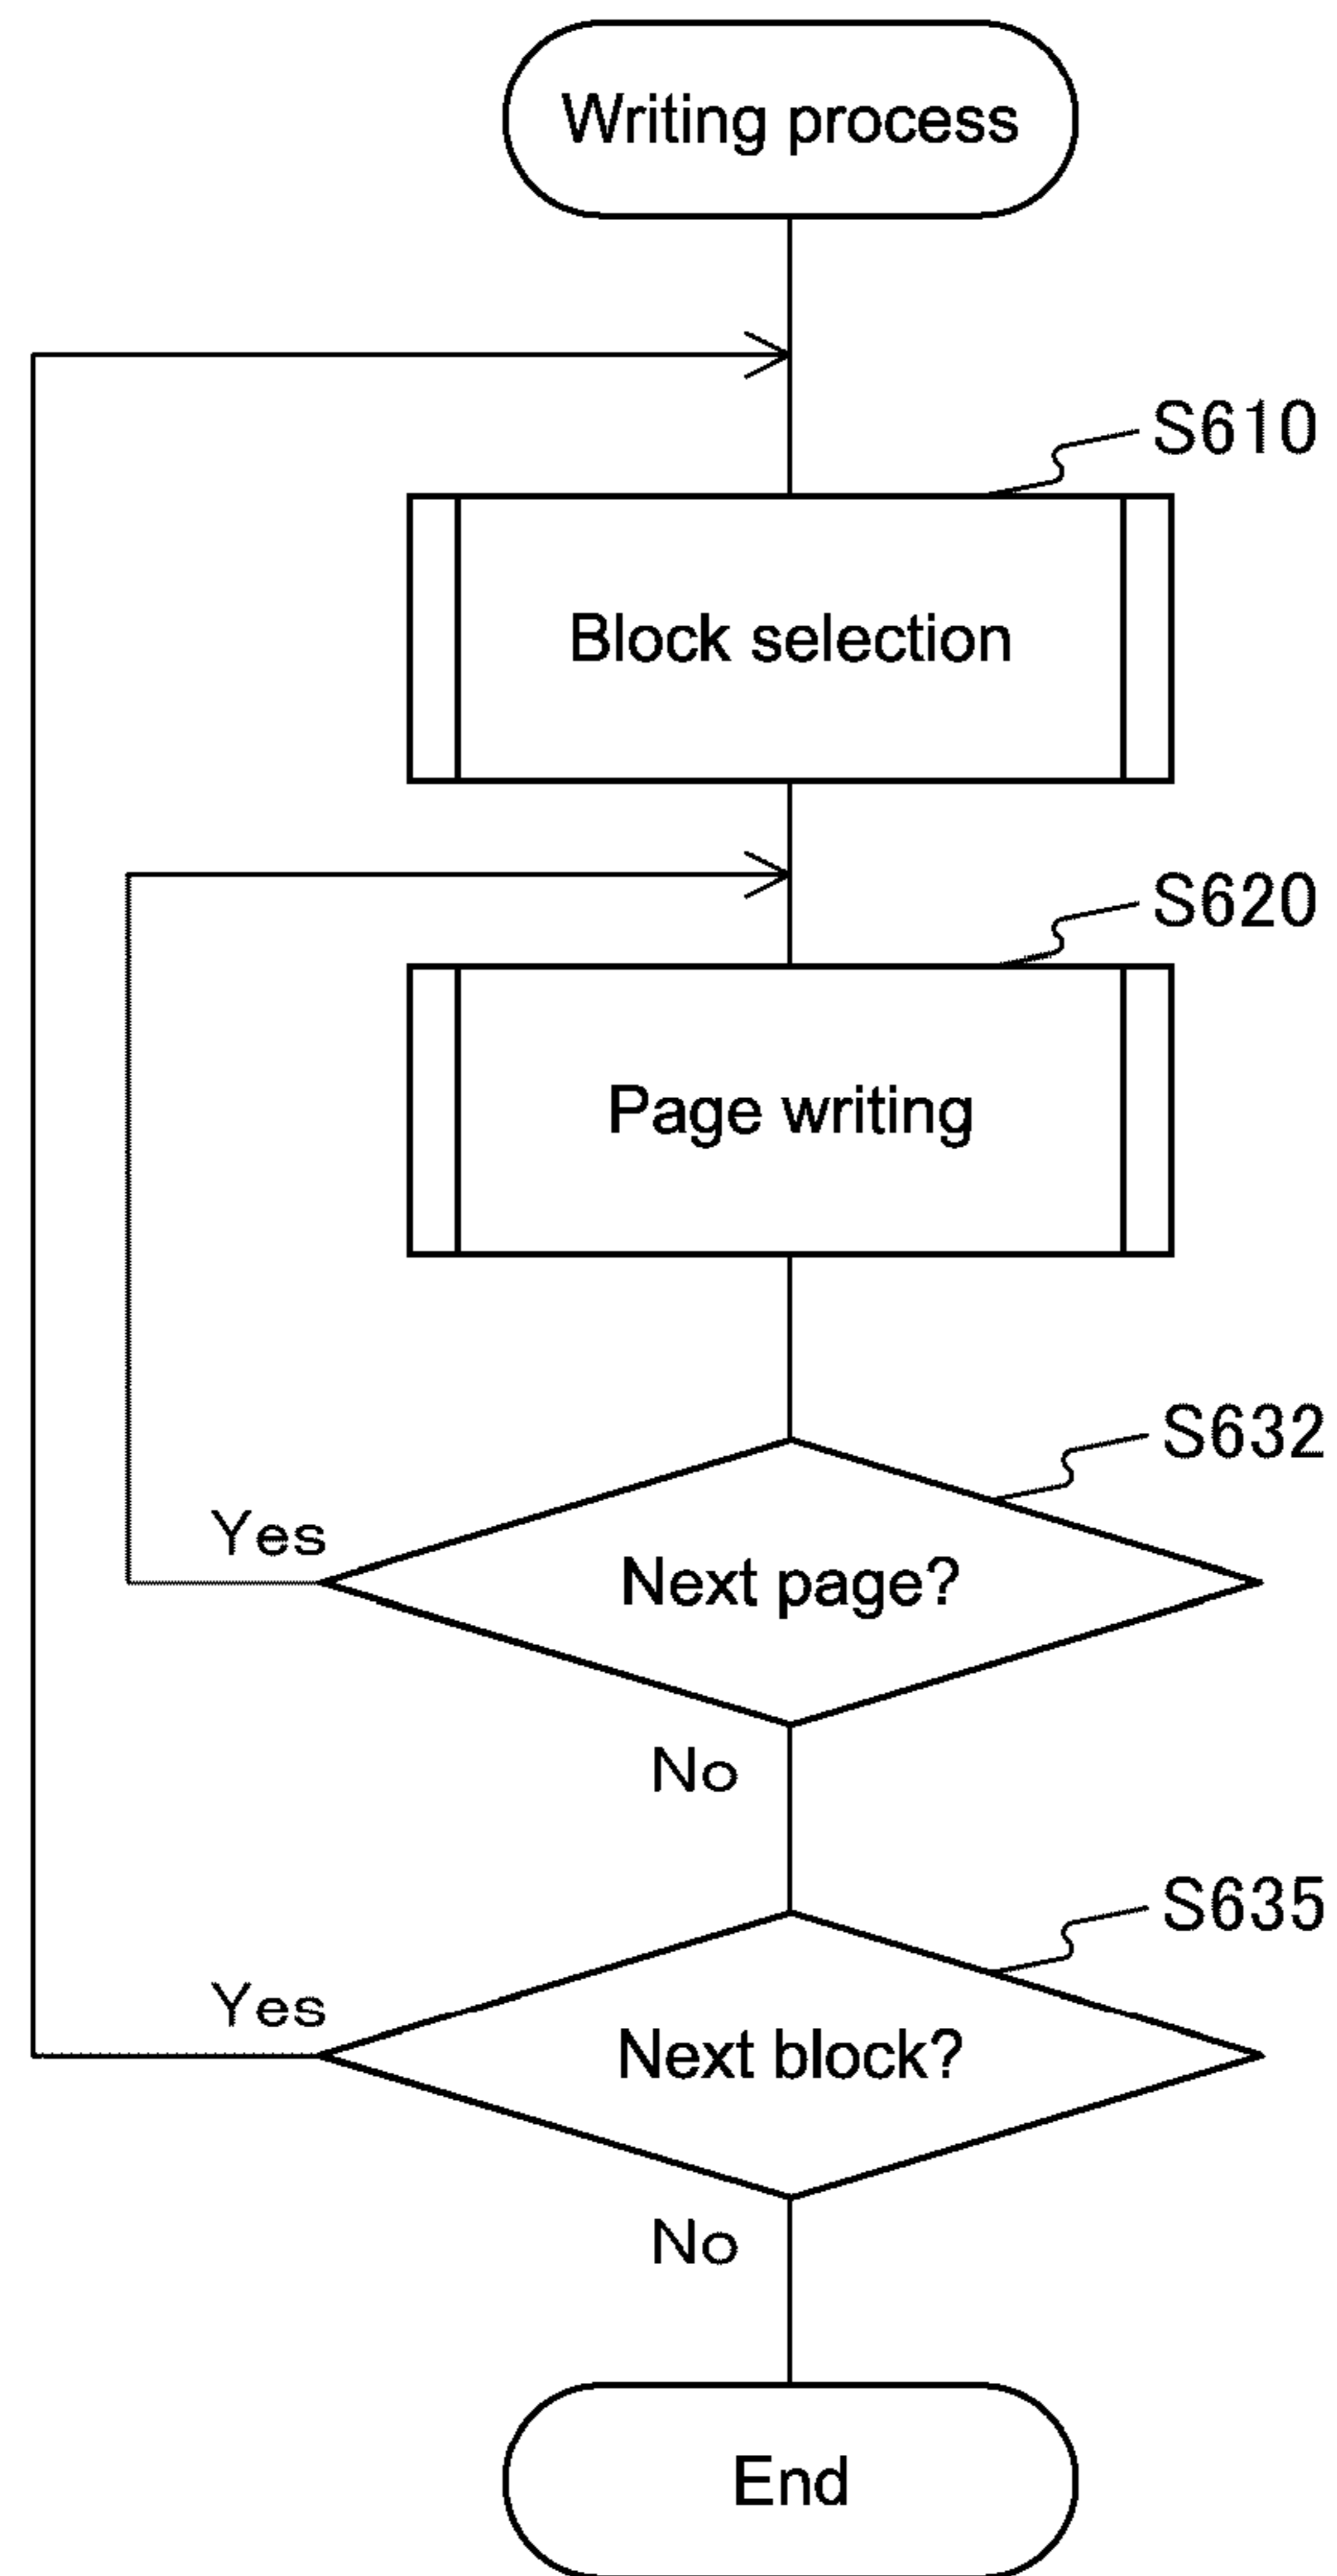 Writing process
S610
Block selection
S620
Page writing
S632
Yes
Next page?
No
S635
Yes
Next block?
No
End